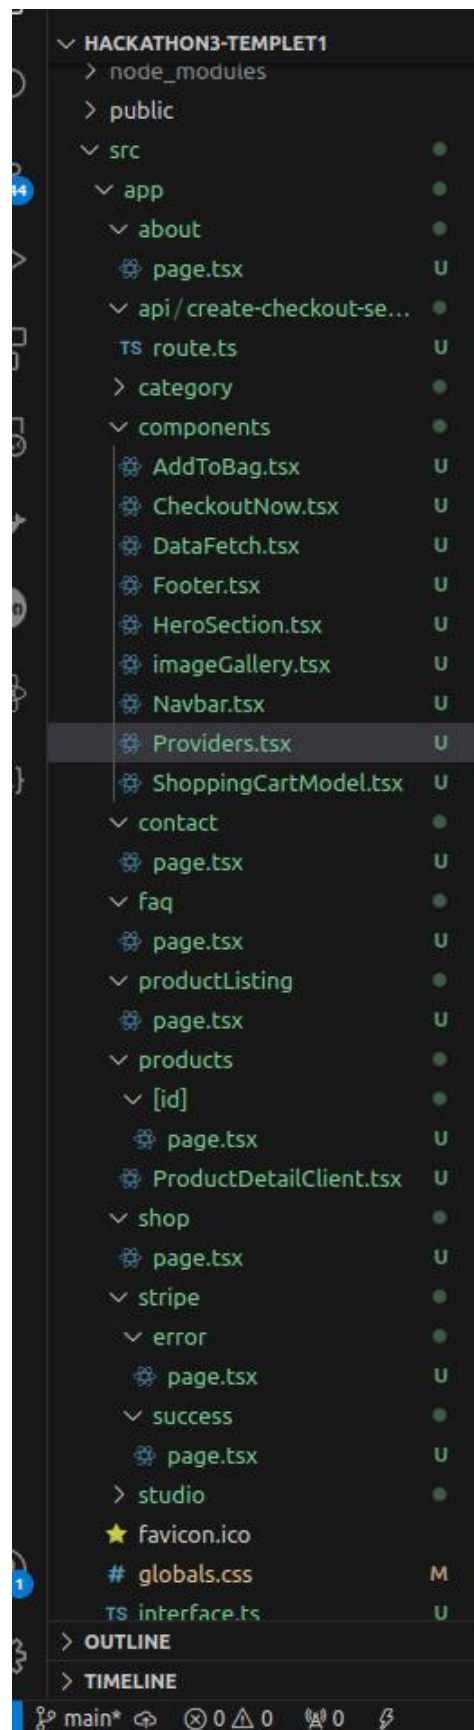 HACKATHON3-TEMPLET1
node_modules
public
src
app
44
about
page.tsx U
api/create-checkout-se...
TS route.ts U
category
components
AddToBag.tsx U
CheckoutNow.tsx U
DataFetch.tsx U
Footer.tsx U
HeroSection.tsx U
imageGallery.tsx U
Navbar.tsx U
Providers.tsx U
ShoppingCartModel.tsx U
contact
page.tsx U
faq
page.tsx U
productListing
page.tsx U
products
[id]
page.tsx U
ProductDetailClient.tsx U
shop
page.tsx U
stripe
error
page.tsx U
success
page.tsx U
studio
favicon.ico
1
# globals.css M
TS interface.ts U
OUTLINE
TIMELINE
main* 0 0 0